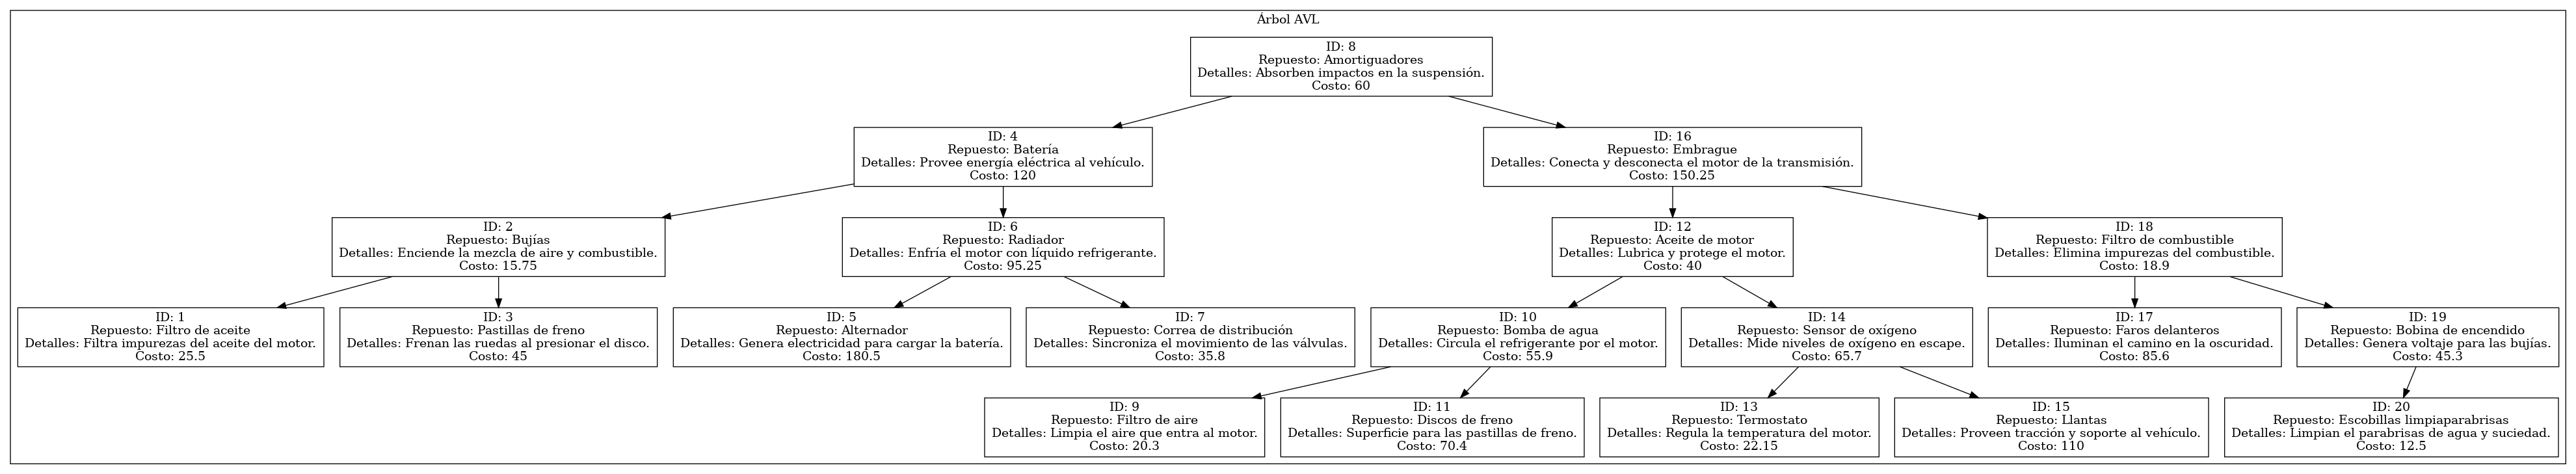 Árbol AVL
ID: 8
Repuesto: Amortiguadores
Detalles: Absorben impactos en la suspensión.
Costo: 60
ID: 4
Repuesto: Batería
Detalles: Provee energía eléctrica al vehículo.
Costo: 120
ID: 16
Repuesto: Embrague
Detalles: Conecta y desconecta el motor de la transmisión.
Costo: 150.25
ID: 2
Repuesto: Bujías
Detalles: Enciende la mezcla de aire y combustible.
Costo: 15.75
ID: 6
Repuesto: Radiador
Detalles: Enfría el motor con líquido refrigerante.
Costo: 95.25
ID: 12
Repuesto: Aceite de motor
Detalles: Lubrica y protege el motor.
Costo: 40
ID: 18
Repuesto: Filtro de combustible
Detalles: Elimina impurezas del combustible.
Costo: 18.9
ID: 1
Repuesto: Filtro de aceite
Detalles: Filtra impurezas del aceite del motor.
Costo: 25.5
ID: 3
Repuesto: Pastillas de freno
Detalles: Frenan las ruedas al presionar el disco.
Costo: 45
ID: 5
Repuesto: Alternador
Detalles: Genera electricidad para cargar la batería.
Costo: 180.5
ID: 7
Repuesto: Correa de distribución
Detalles: Sincroniza el movimiento de las válvulas.
Costo: 35.8
ID: 10
Repuesto: Bomba de agua
Detalles: Circula el refrigerante por el motor.
Costo: 55.9
ID: 14
Repuesto: Sensor de oxígeno
Detalles: Mide niveles de oxígeno en escape.
Costo: 65.7
ID: 17
Repuesto: Faros delanteros
Detalles: Iluminan el camino en la oscuridad.
Costo: 85.6
ID: 19
Repuesto: Bobina de encendido
Detalles: Genera voltaje para las bujías.
Costo: 45.3
ID: 9
Repuesto: Filtro de aire
Detalles: Limpia el aire que entra al motor.
Costo: 20.3
ID: 11
Repuesto: Discos de freno
Detalles: Superficie para las pastillas de freno.
Costo: 70.4
ID: 13
Repuesto: Termostato
Detalles: Regula la temperatura del motor.
Costo: 22.15
ID: 15
Repuesto: Llantas
Detalles: Proveen tracción y soporte al vehículo.
Costo: 110
ID: 20
Repuesto: Escobillas limpiaparabrisas
Detalles: Limpian el parabrisas de agua y suciedad.
Costo: 12.5